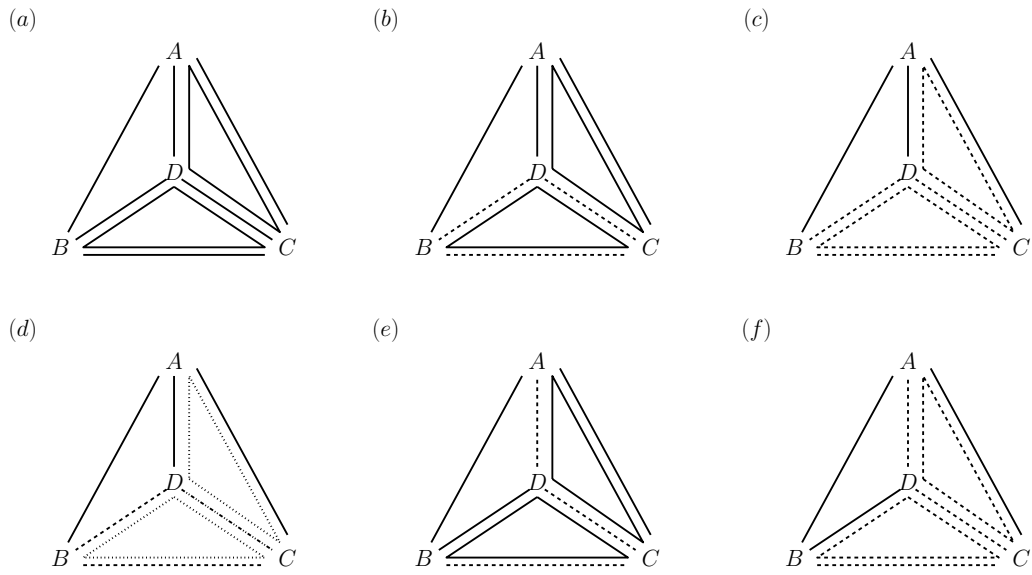 (a) (b) (c)
A A A
D D D
B C B C B C
(d) (e) (f)
A A A
D D D
B C B C B C